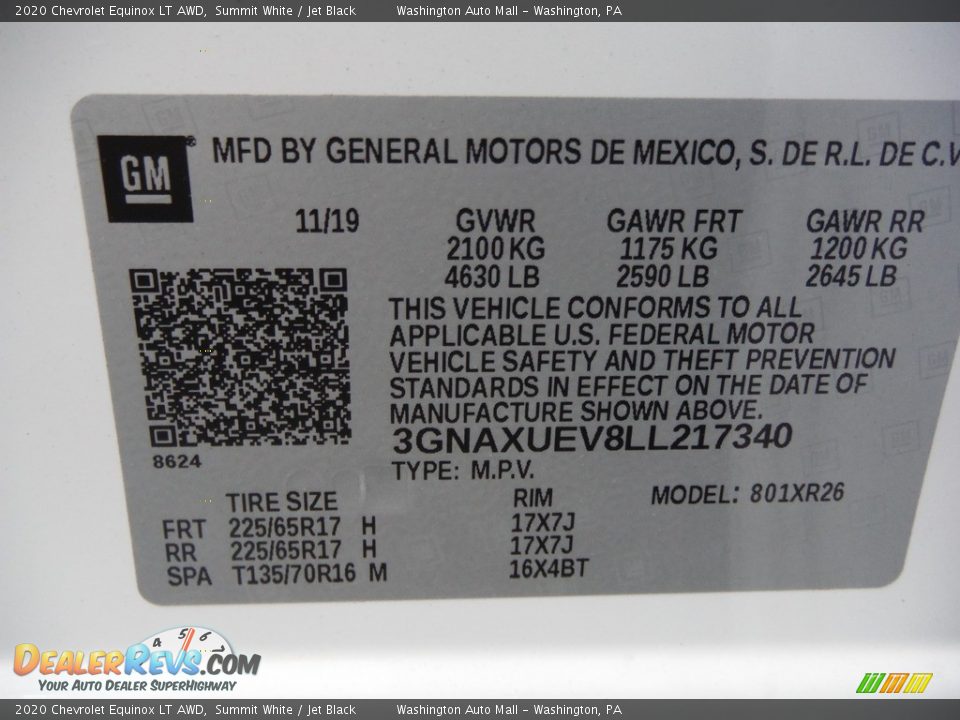 2020 Chevrolet Equinox LT AWD, Summit White / Jet Black Washington Auto Mall – Washington, PA
GM ® MFD BY GENERAL MOTORS DE MEXICO, S. DE R.L. DE C.V
11/19 GVWR GAWR FRT GAWR RR
2100 KG 1175 KG 1200 KG
4630 LB 2590 LB 2645 LB
THIS VEHICLE CONFORMS TO ALL
APPLICABLE U.S. FEDERAL MOTOR
VEHICLE SAFETY AND THEFT PREVENTION
STANDARDS IN EFFECT ON THE DATE OF
MANUFACTURE SHOWN ABOVE.
3GNAXUEV8LL217340
8624
TYPE: M.P.V.
TIRE SIZE RIM MODEL: 801XR26
FRT 225/65R17 H 17X7J
RR 225/65R17 H 17X7J
SPA T135/70R16 M 16X4BT
4 5 6
DEALERREVS.COM
YOUR AUTO DEALER SUPERHIGHWAY
2020 Chevrolet Equinox LT AWD, Summit White / Jet Black Washington Auto Mall – Washington, PA